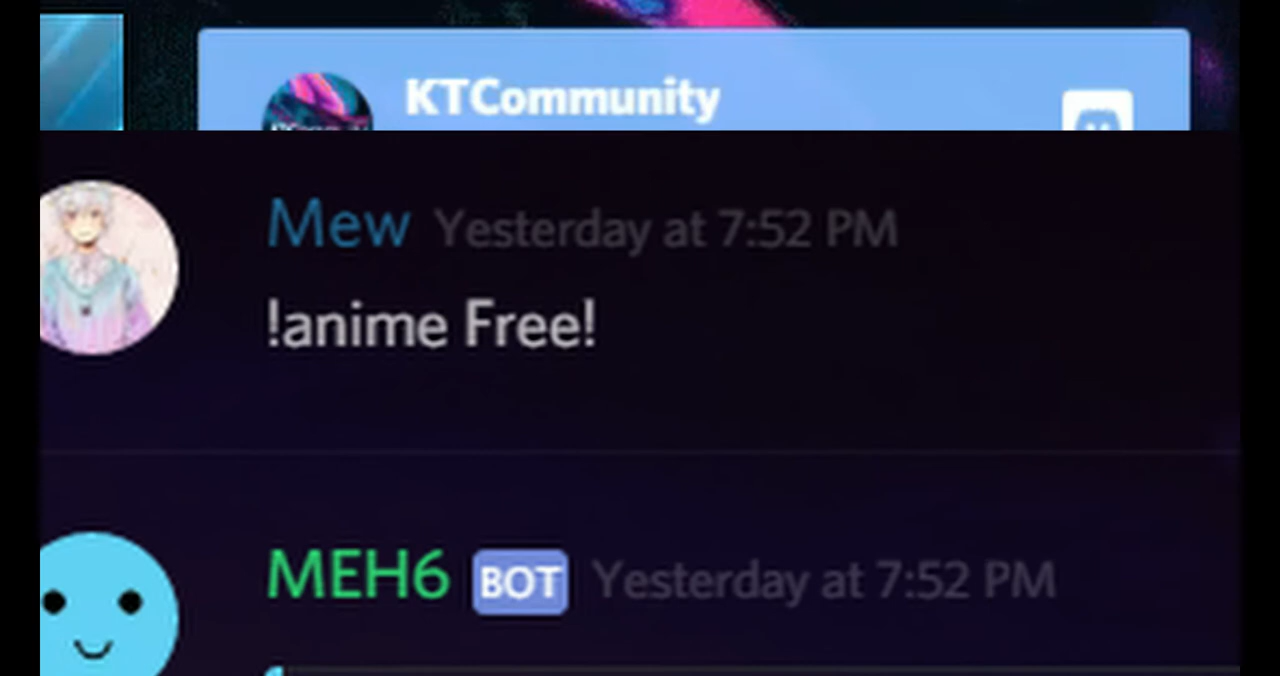 KTCommunity
Mew Yesterday at 7:52 PM
!anime Free!
MEH6 BOT Yesterday at 7:52 PM